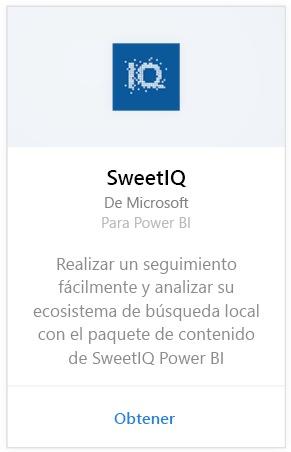 IQ
SweetIQ
De Microsoft
Para Power BI
Realizar un seguimiento
fácilmente y analizar su
ecosistema de búsqueda local
con el paquete de contenido
de SweetIQ Power BI
Obtener